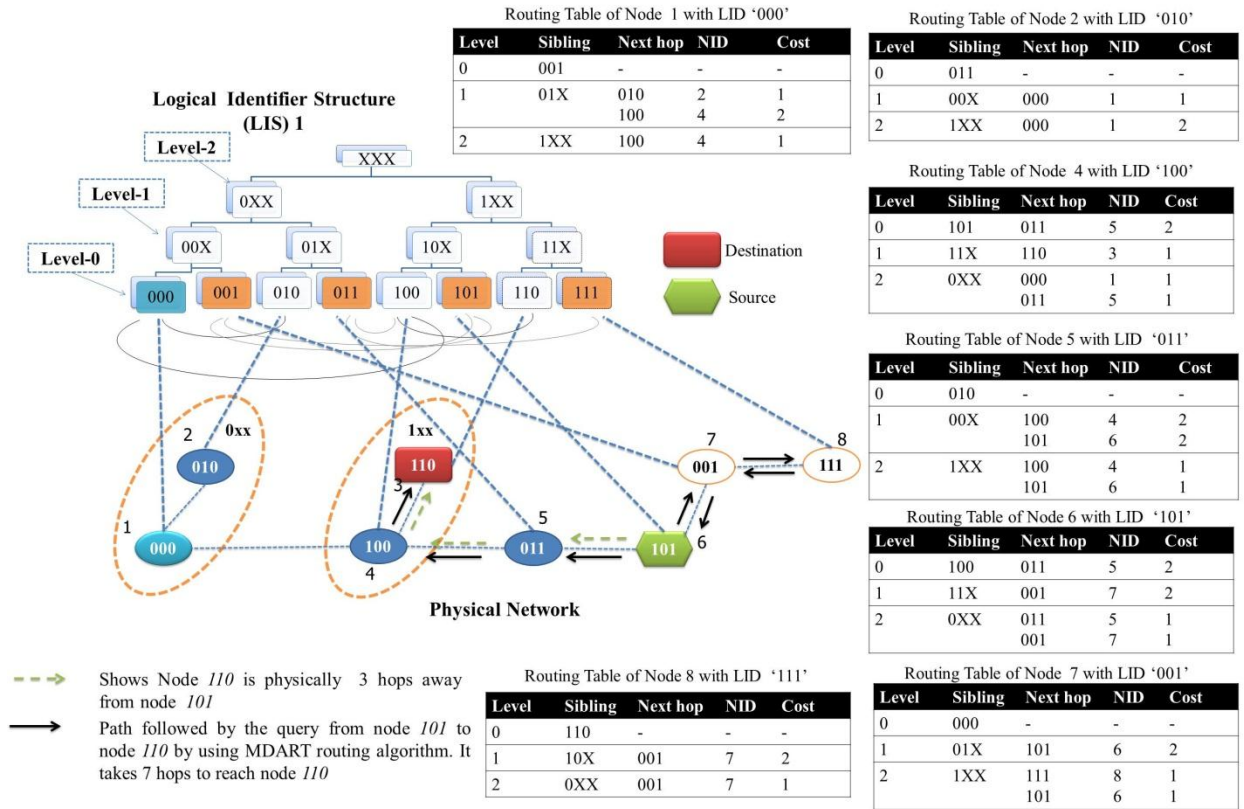 Routing Table of Node 1 with LID ‘000’
Level Sibling Next hop NID Cost
0 001 - - -
1 01X 010 2 1
100 4 2
2 1XX 100 4 1
Routing Table of Node 2 with LID ‘010’
Level Sibling Next hop NID Cost
0 011 - - -
1 00X 000 1 1
2 1XX 000 1 2
Logical Identifier Structure
(LIS) 1
Level-2
XXX
Level-1
0XX 1XX
Level-0
00X 01X 10X 11X
000 001 010 011 100 101 110 111
Destination
Source
Routing Table of Node 4 with LID ‘100’
Level Sibling Next hop NID Cost
0 101 011 5 2
1 11X 110 3 1
2 0XX 000 1 1
011 5 1
Routing Table of Node 5 with LID ‘011’
Level Sibling Next hop NID Cost
0 010 - - -
1 00X 100 4 2
101 6 2
2 1XX 100 4 1
101 6 1
2 0xx 1xx 7 8
010 110 001 111
3
1 5
000 100 011 101 6
4
Physical Network
Routing Table of Node 6 with LID ‘101’
Level Sibling Next hop NID Cost
0 100 011 5 2
1 11X 001 7 2
2 0XX 011 5 1
001 7 1
Shows Node 110 is physically 3 hops away
from node 101
Path followed by the query from node 101 to
node 110 by using MDART routing algorithm. It
takes 7 hops to reach node 110
Routing Table of Node 8 with LID ‘111’
Level Sibling Next hop NID Cost
0 110 - - -
1 10X 001 7 2
2 0XX 001 7 1
Routing Table of Node 7 with LID ‘001’
Level Sibling Next hop NID Cost
0 000 - - -
1 01X 101 6 2
2 1XX 111 8 1
101 6 1